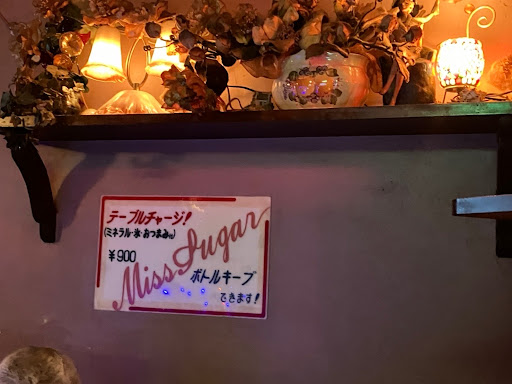 テーブルチャージ!
(ミネラル・氷・おつまみ
¥900
Miss Sugar
ボトルキープ
できます!